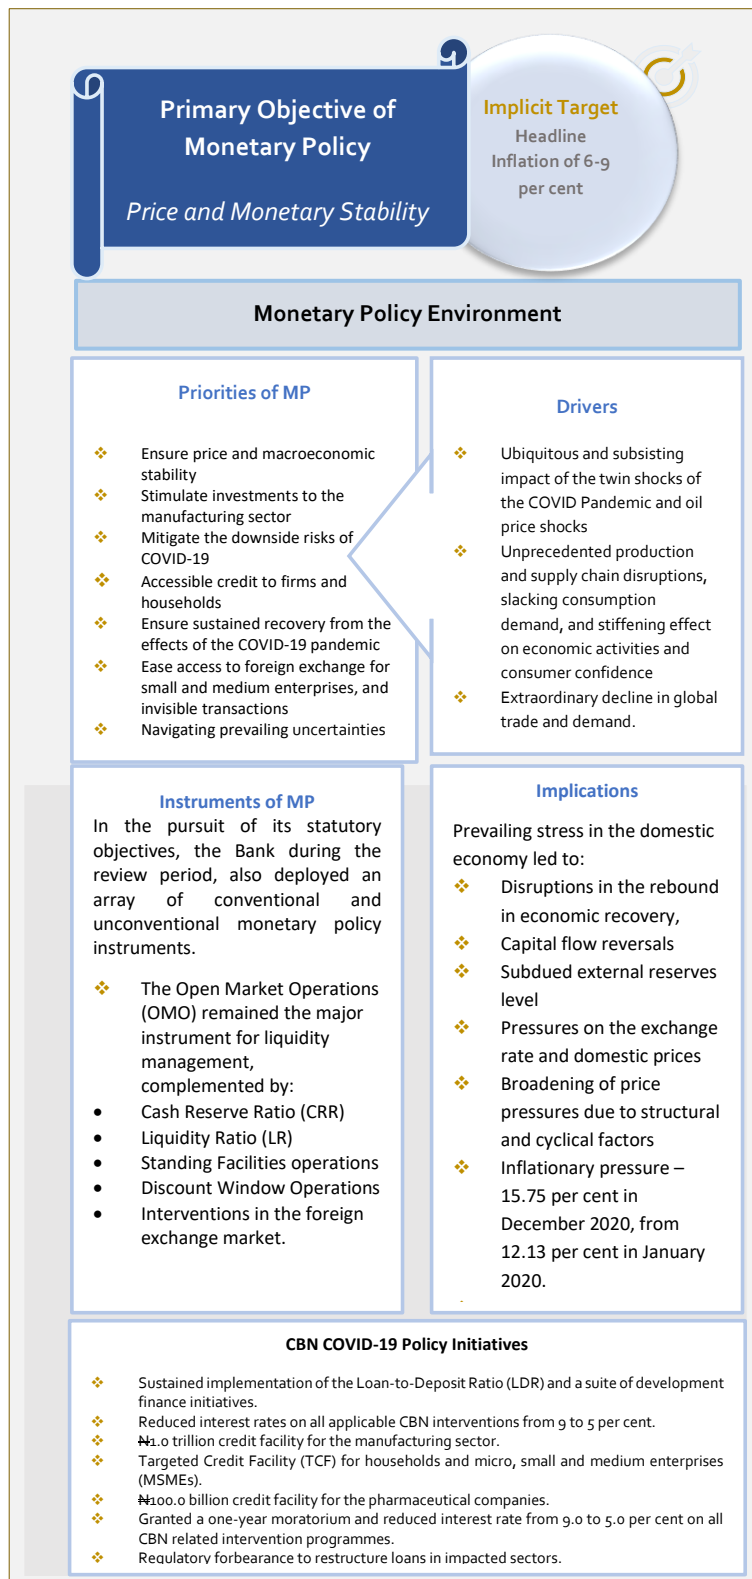 Primary Objective of
Monetary Policy
Price and Monetary Stability
Implicit Target
Headline
Inflation of 6-9
per cent
Monetary Policy Environment
Priorities of MP
❖ Ensure price and macroeconomic
stability
❖ Stimulate investments to the
manufacturing sector
❖ Mitigate the downside risks of
COVID-19
❖ Accessible credit to firms and
households
❖ Ensure sustained recovery from the
effects of the COVID-19 pandemic
❖ Ease access to foreign exchange for
small and medium enterprises, and
invisible transactions
❖ Navigating prevailing uncertainties
Drivers
❖ Ubiquitous and subsisting
impact of the twin shocks of
the COVID Pandemic and oil
price shocks
❖ Unprecedented production
and supply chain disruptions,
slacking consumption
demand, and stiffening effect
on economic activities and
consumer confidence
❖ Extraordinary decline in global
trade and demand.
Instruments of MP
In the pursuit of its statutory
objectives, the Bank during the
review period, also deployed an
array of conventional and
unconventional monetary policy
instruments.
❖ The Open Market Operations
(OMO) remained the major
instrument for liquidity
management,
complemented by:
• Cash Reserve Ratio (CRR)
• Liquidity Ratio (LR)
• Standing Facilities operations
• Discount Window Operations
• Interventions in the foreign
exchange market.
Implications
Prevailing stress in the domestic
economy led to:
❖ Disruptions in the rebound
in economic recovery,
❖ Capital flow reversals
❖ Subdued external reserves
level
❖ Pressures on the exchange
rate and domestic prices
❖ Broadening of price
pressures due to structural
and cyclical factors
❖ Inflationary pressure –
15.75 per cent in
December 2020, from
12.13 per cent in January
2020.
CBN COVID-19 Policy Initiatives
❖ Sustained implementation of the Loan-to-Deposit Ratio (LDR) and a suite of development
finance initiatives.
❖ Reduced interest rates on all applicable CBN interventions from 9 to 5 per cent.
❖ ₦1.0 trillion credit facility for the manufacturing sector.
❖ Targeted Credit Facility (TCF) for households and micro, small and medium enterprises
(MSMEs).
❖ ₦100.0 billion credit facility for the pharmaceutical companies.
❖ Granted a one-year moratorium and reduced interest rate from 9.0 to 5.0 per cent on all
CBN related intervention programmes.
❖ Regulatory forbearance to restructure loans in impacted sectors.